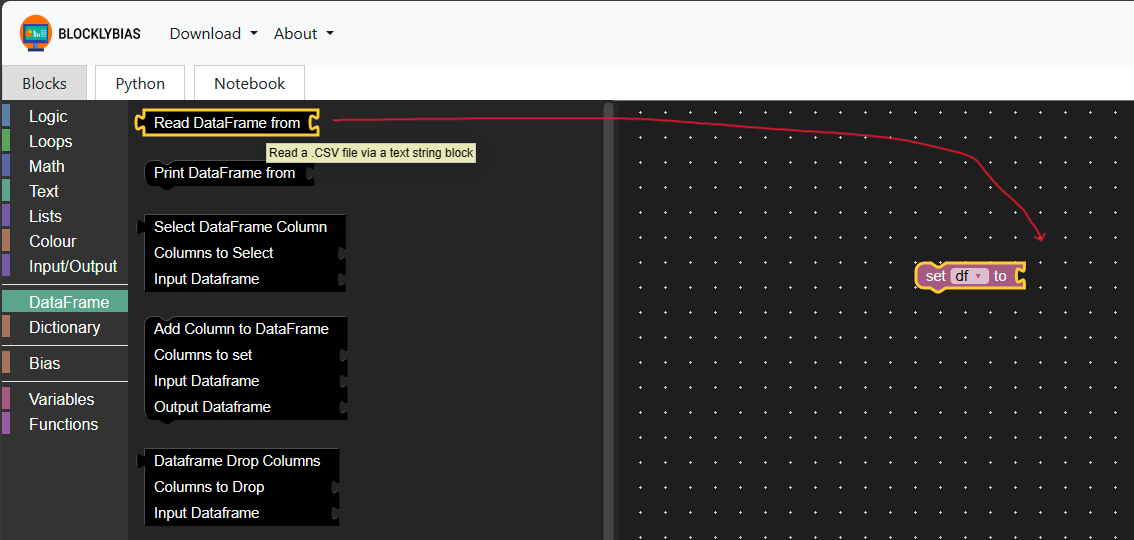 BLOCKLYBIAS Download About
Blocks Python Notebook
Logic
Loops
Math
Text
Lists
Colour
Input/Output
DataFrame
Dictionary
Bias
Variables
Functions
Read DataFrame from
Read a .CSV file via a text string block
Print DataFrame from
Select DataFrame Column
Columns to Select
Input Dataframe
Add Column to DataFrame
Columns to set
Input Dataframe
Output Dataframe
Dataframe Drop Columns
Columns to Drop
Input Dataframe
set df to